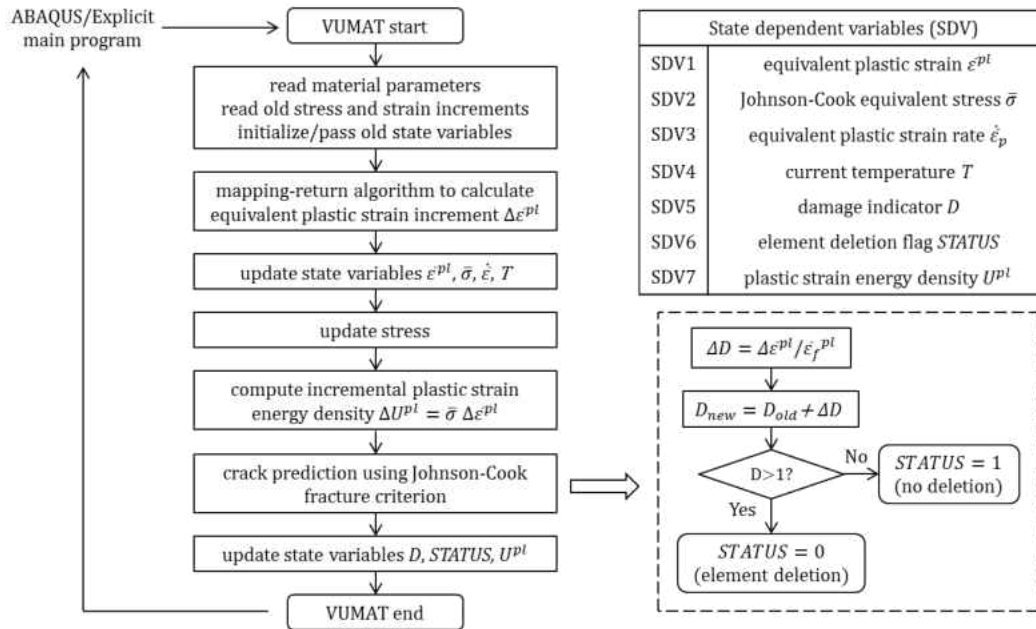 ABAQUS/Explicit
main program
VUMAT start
read material parameters
read old stress and strain increments
initialize/pass old state variables
mapping-return algorithm to calculate
equivalent plastic strain increment Δε^{pl}
update state variables ε^{pl}, σ̄, ε̇, T
update stress
compute incremental plastic strain
energy density ΔU^{pl} = σ̄ Δε^{pl}
crack prediction using Johnson-Cook
fracture criterion
update state variables D, STATUS, U^{pl}
VUMAT end
State dependent variables (SDV)
SDV1 equivalent plastic strain ε^{pl}
SDV2 Johnson-Cook equivalent stress σ̄
SDV3 equivalent plastic strain rate ε̇_p
SDV4 current temperature T
SDV5 damage indicator D
SDV6 element deletion flag STATUS
SDV7 plastic strain energy density U^{pl}
ΔD = Δε^{pl}/ε_f^{pl}
D_{new} = D_{old} + ΔD
D>1?
No
STATUS = 1
(no deletion)
Yes
STATUS = 0
(element deletion)